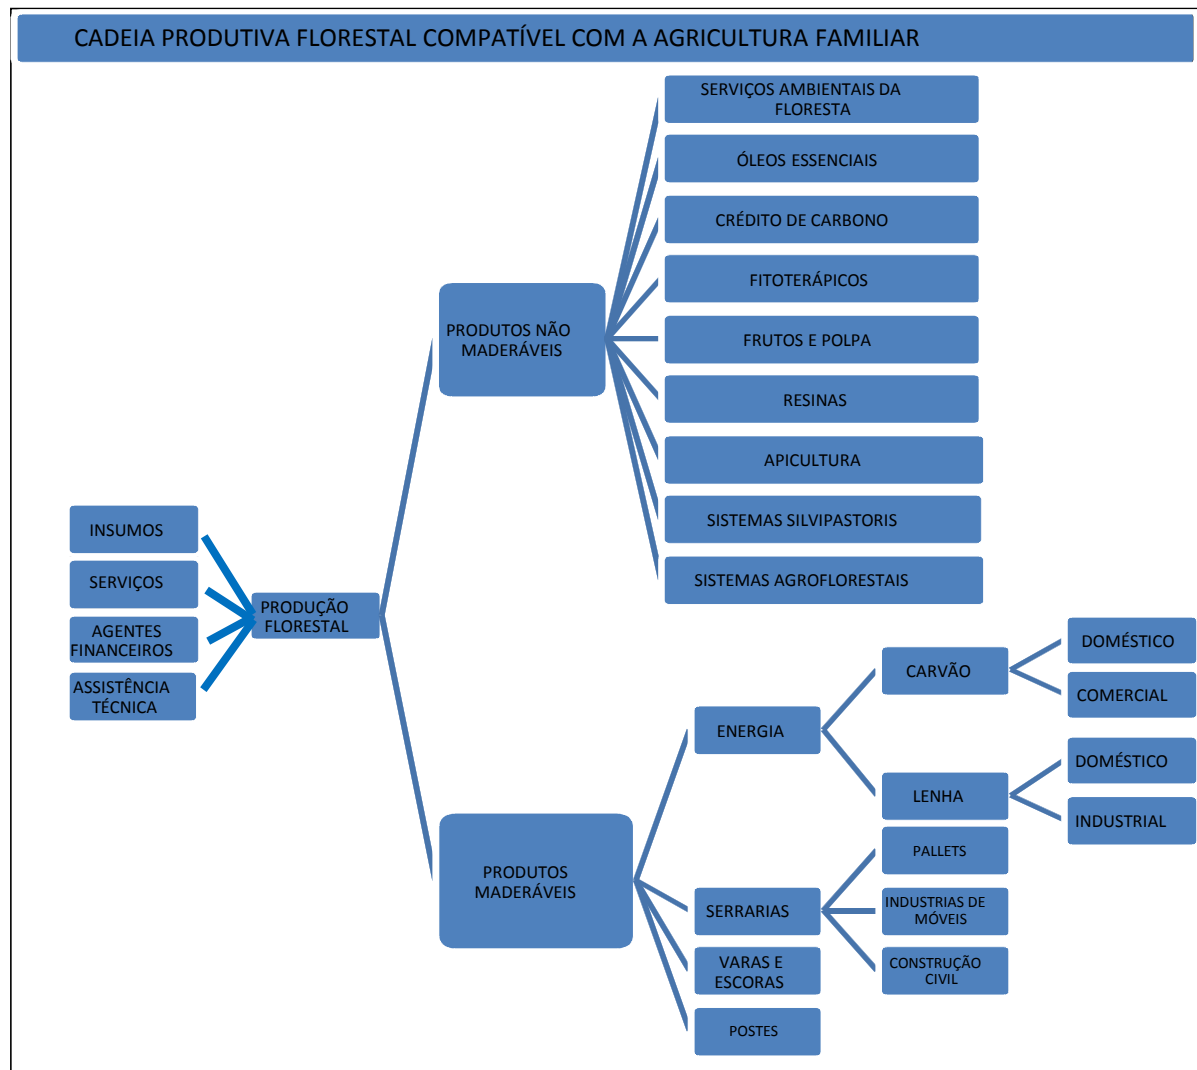 CADEIA PRODUTIVA FLORESTAL COMPATÍVEL COM A AGRICULTURA FAMILIAR
INSUMOS
SERVIÇOS
AGENTES
FINANCEIROS
ASSISTÊNCIA
TÉCNICA
PRODUÇÃO
FLORESTAL
PRODUTOS NÃO
MADERÁVEIS
SERVIÇOS AMBIENTAIS DA
FLORESTA
ÓLEOS ESSENCIAIS
CRÉDITO DE CARBONO
FITOTERÁPICOS
FRUTOS E POLPA
RESINAS
APICULTURA
SISTEMAS SILVIPASTORIS
SISTEMAS AGROFLORESTAIS
PRODUTOS
MADERÁVEIS
ENERGIA
CARVÃO
DOMÉSTICO
COMERCIAL
LENHA
DOMÉSTICO
INDUSTRIAL
SERRARIAS
PALLETS
INDUSTRIAS DE
MÓVEIS
CONSTRUÇÃO
CIVIL
VARAS E
ESCORAS
POSTES